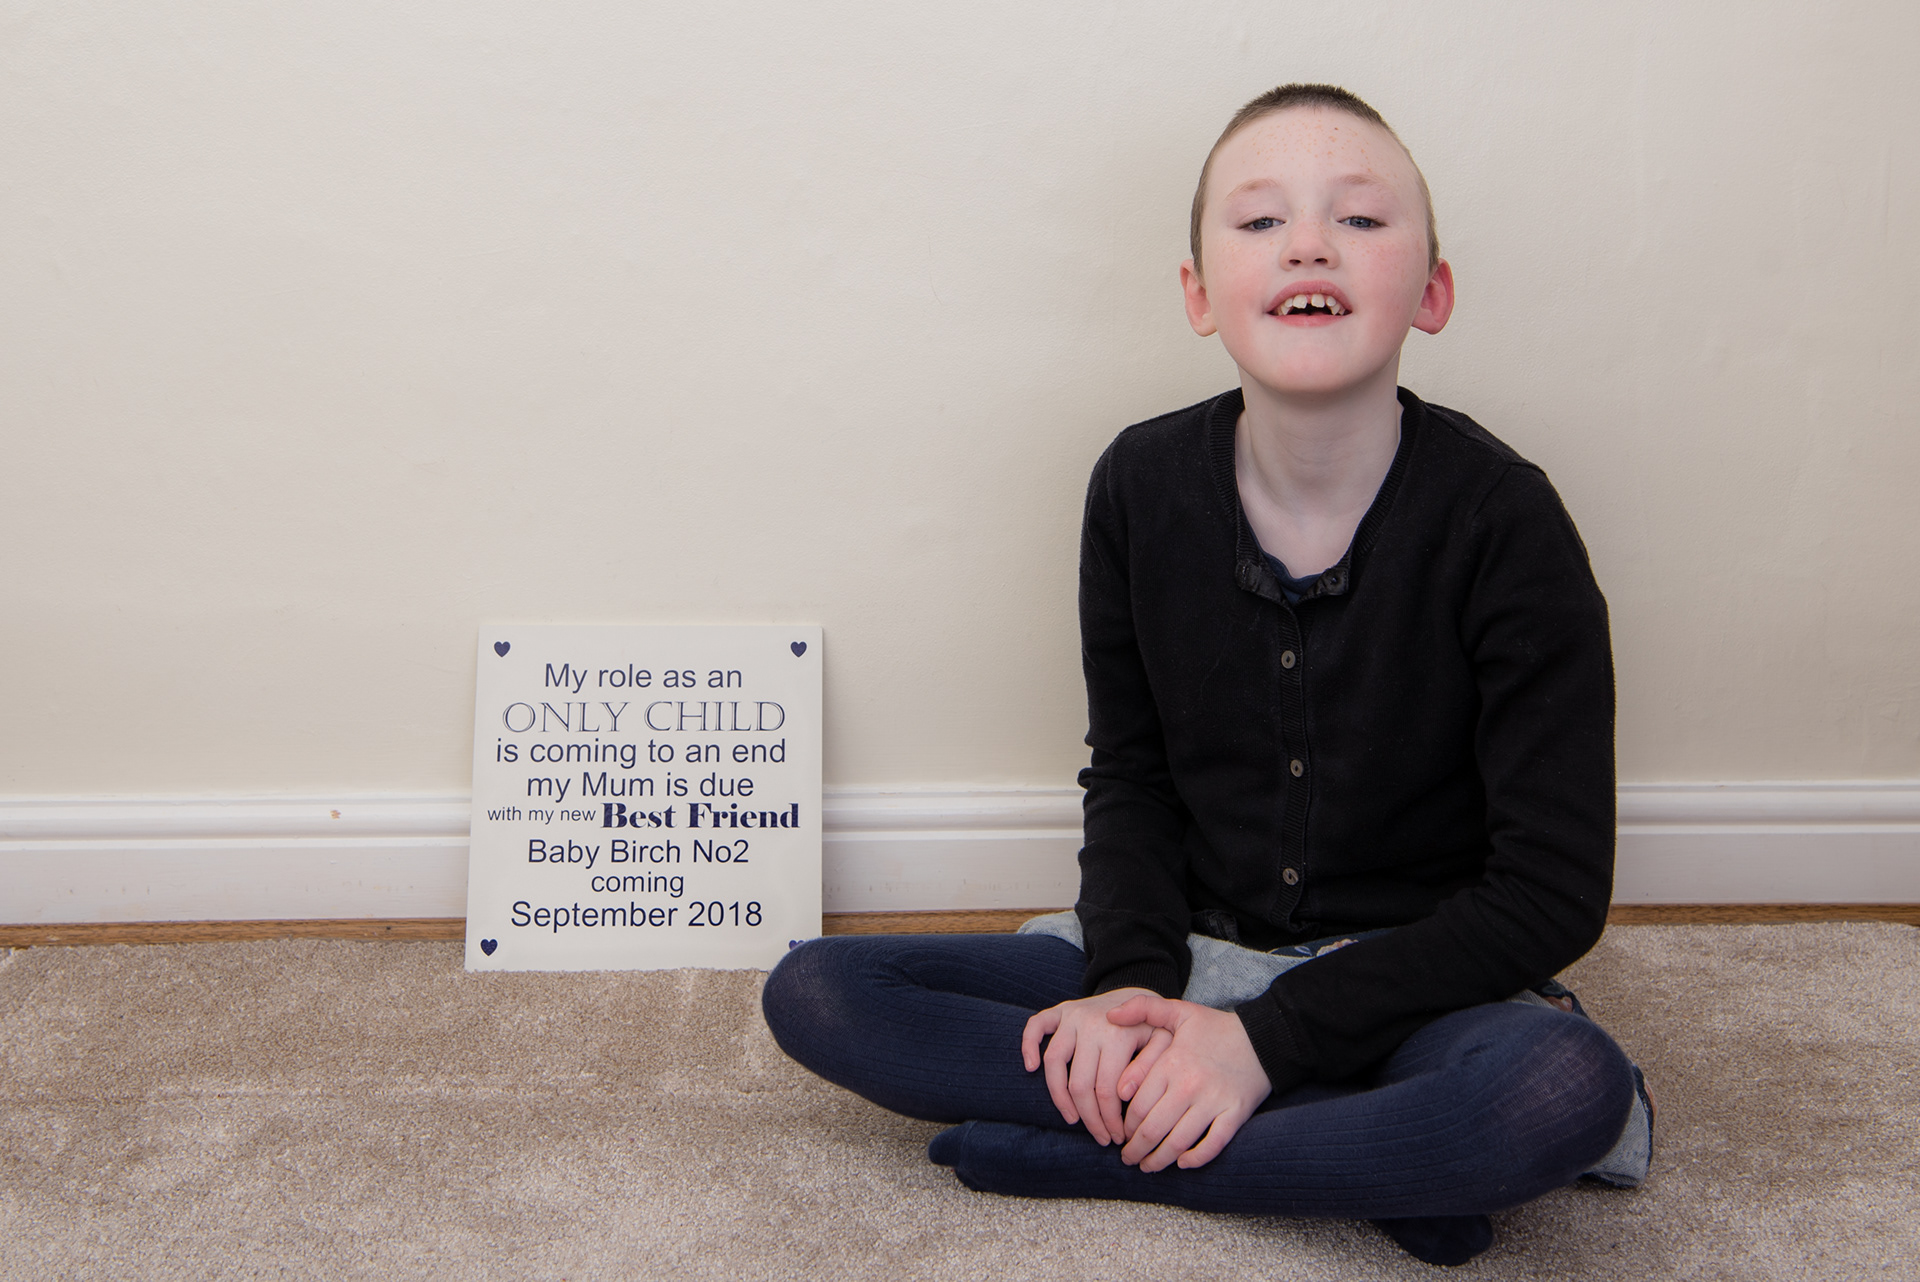 My role as an
ONLY CHILD
is coming to an end
my Mum is due
with my new Best Friend
Baby Birch No2
coming
September 2018